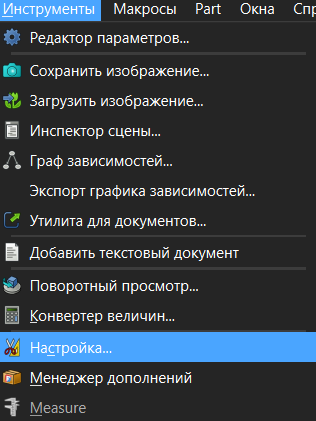 Инструменты Макросы Part Окна Спр
Редактор параметров...
Сохранить изображение...
Загрузить изображение...
Инспектор сцены...
Граф зависимостей...
Экспорт графика зависимостей...
Утилита для документов...
Добавить текстовый документ
Поворотный просмотр...
Конвертер величин...
Настройка...
Менеджер дополнений
Measure